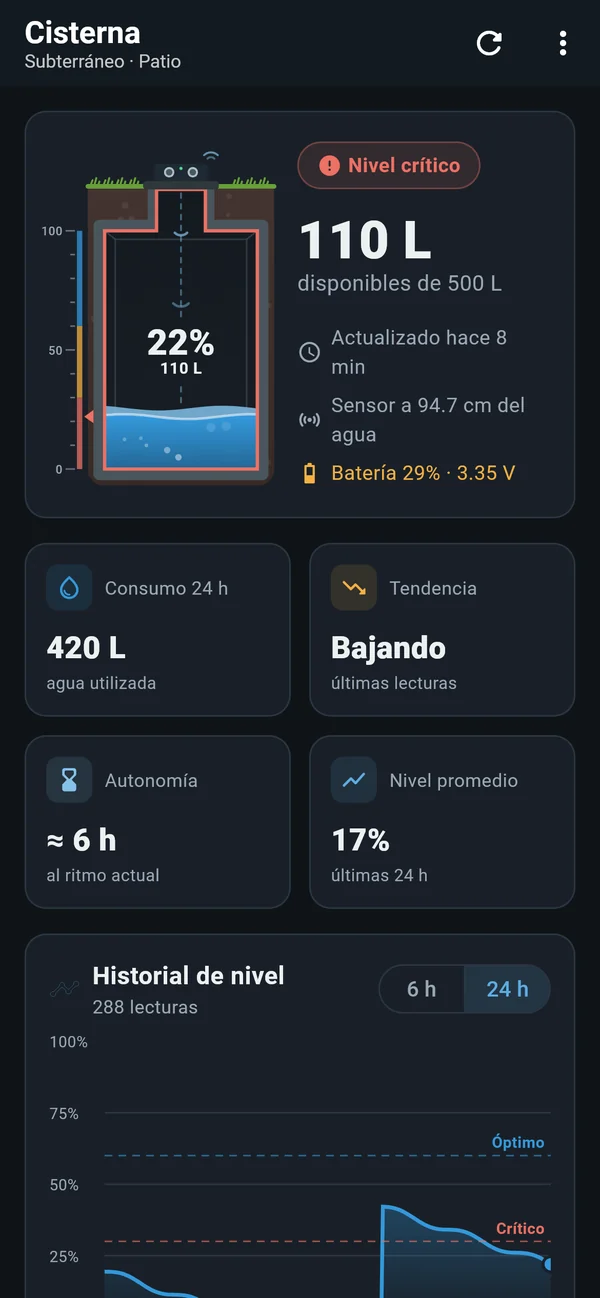 Cisterna
Subterráneo · Patio
Nivel crítico
110 L
disponibles de 500 L
100
50
0
22%
110 L
Actualizado hace 8
min
Sensor a 94.7 cm del
agua
Batería 29% · 3.35 V
Consumo 24 h
420 L
agua utilizada
Tendencia
Bajando
últimas lecturas
Autonomía
≈ 6 h
al ritmo actual
Nivel promedio
17%
últimas 24 h
Historial de nivel
288 lecturas
6 h
24 h
100%
75%
Óptimo
50%
Crítico
25%